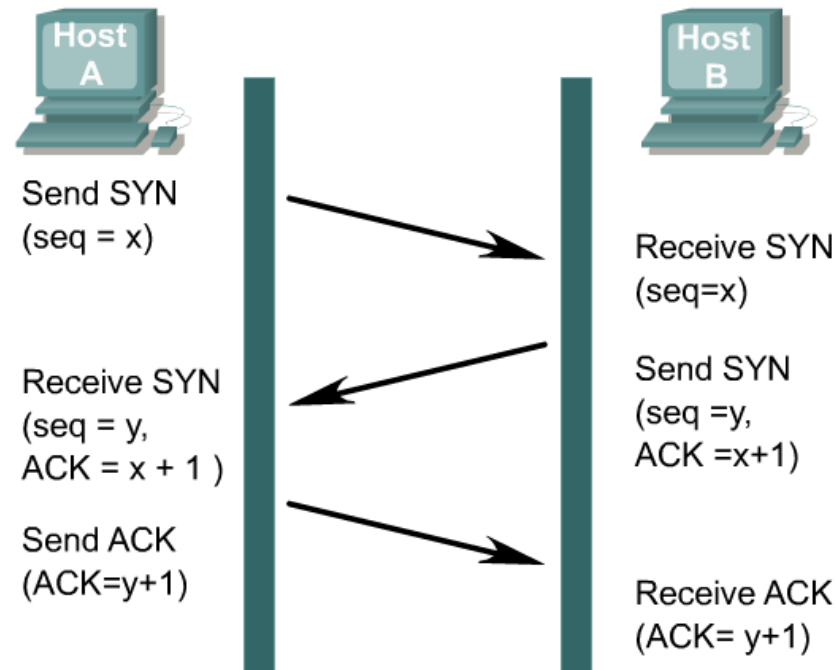 Host
A
Host
B
Send SYN
(seq = x)
Receive SYN
(seq=x)
Send SYN
(seq =y,
ACK =x+1)
Receive SYN
(seq = y,
ACK = x + 1 )
Send ACK
(ACK=y+1)
Receive ACK
(ACK= y+1)